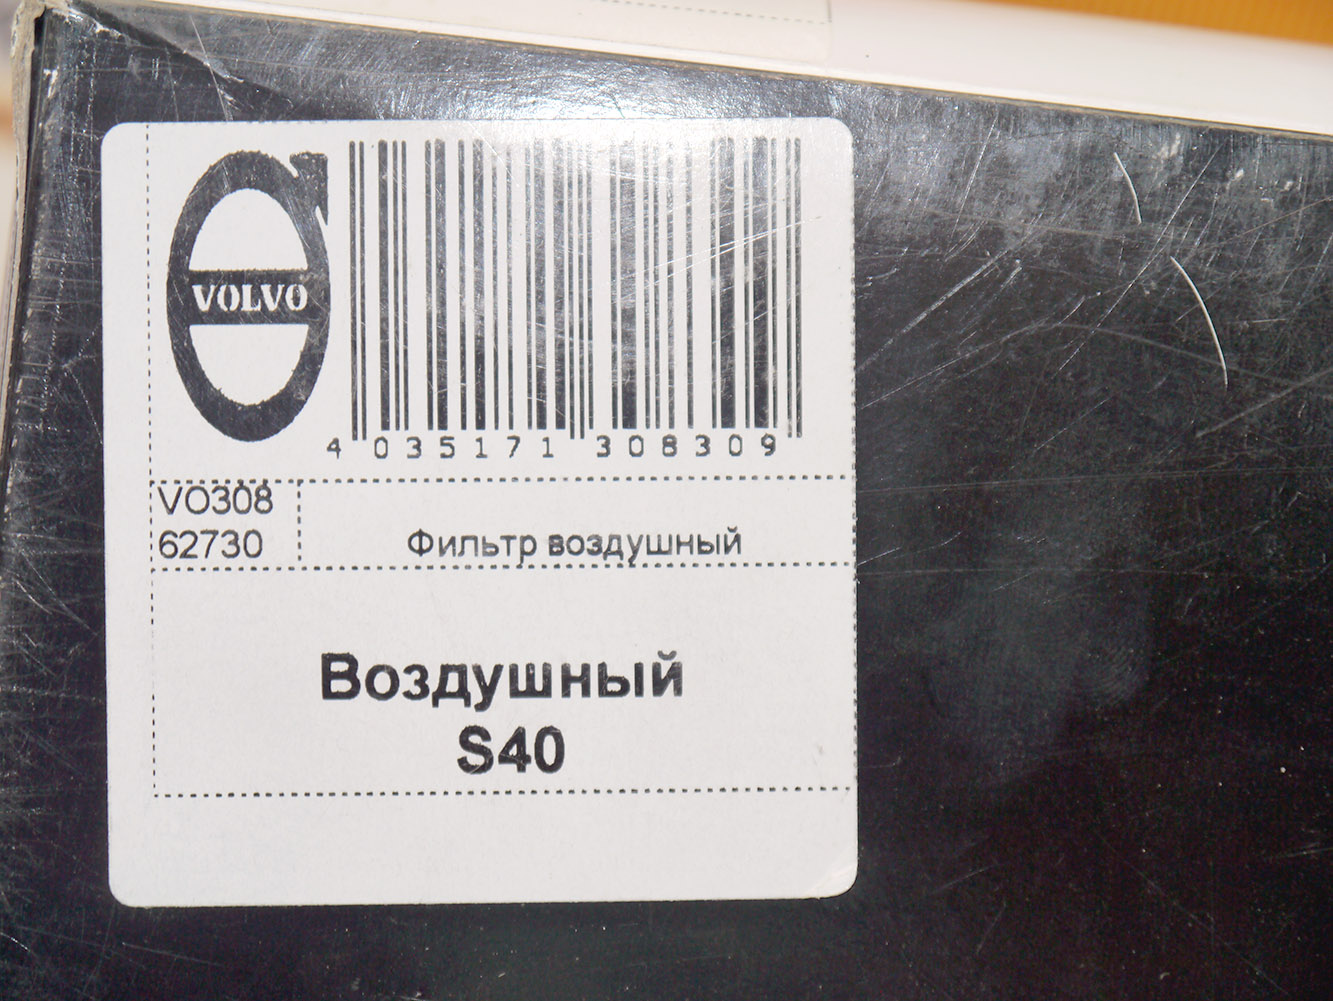 VOLVO
4 035171 308309
VO308
62730
Фильтр воздушный
Воздушный
S40